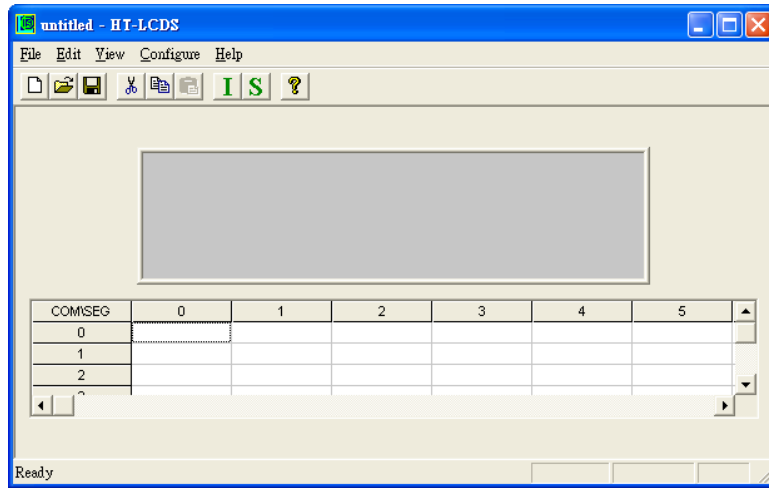 untitled - HT-LCDS
File Edit View Configure Help
I S ?
COM\SEG 0 1 2 3 4 5
0
1
2
Ready